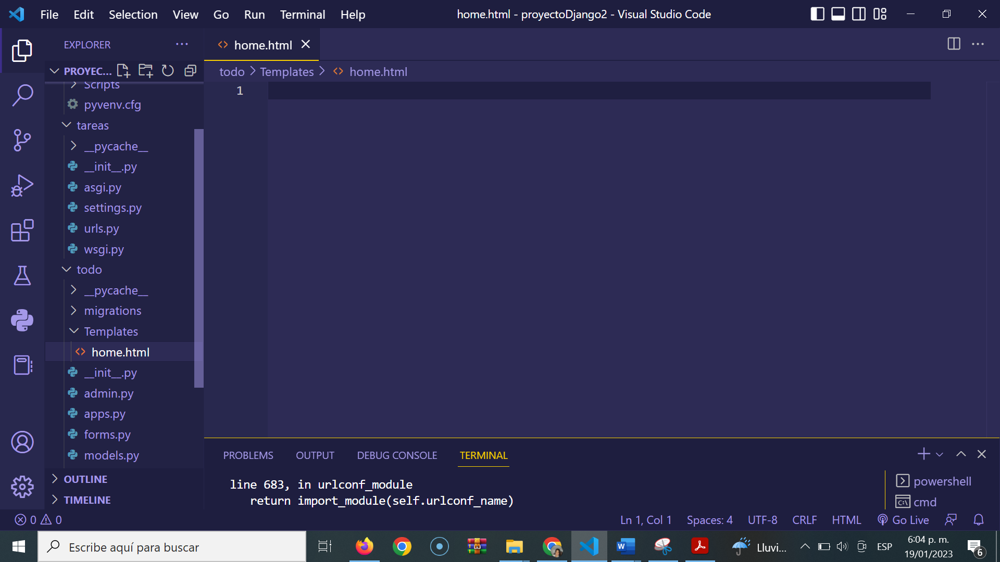 File Edit Selection View Go Run Terminal Help
home.html - proyectoDjango2 - Visual Studio Code
EXPLORER
PROYEC...
Scripts
pyvenv.cfg
tareas
__pycache__
__init__.py
asgi.py
settings.py
urls.py
wsgi.py
todo
__pycache__
migrations
Templates
home.html
__init__.py
admin.py
apps.py
forms.py
models.py
OUTLINE
TIMELINE
home.html
todo > Templates > home.html
1
PROBLEMS OUTPUT DEBUG CONSOLE TERMINAL
line 683, in urlconf_module
return import_module(self.urlconf_name)
powershell
cmd
0 0
Ln 1, Col 1 Spaces: 4 UTF-8 CRLF HTML Go Live
Escribe aquí para buscar
Lluvi...
ESP
6:04 p. m.
19/01/2023
6